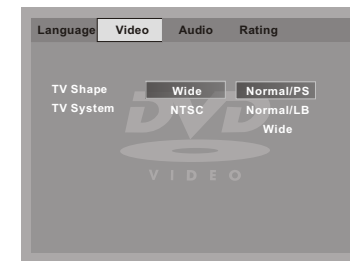 Language Video Audio Rating
TV Shape Wide Normal/PS
TV System NTSC Normal/LB
Wide
DVD
VIDEO